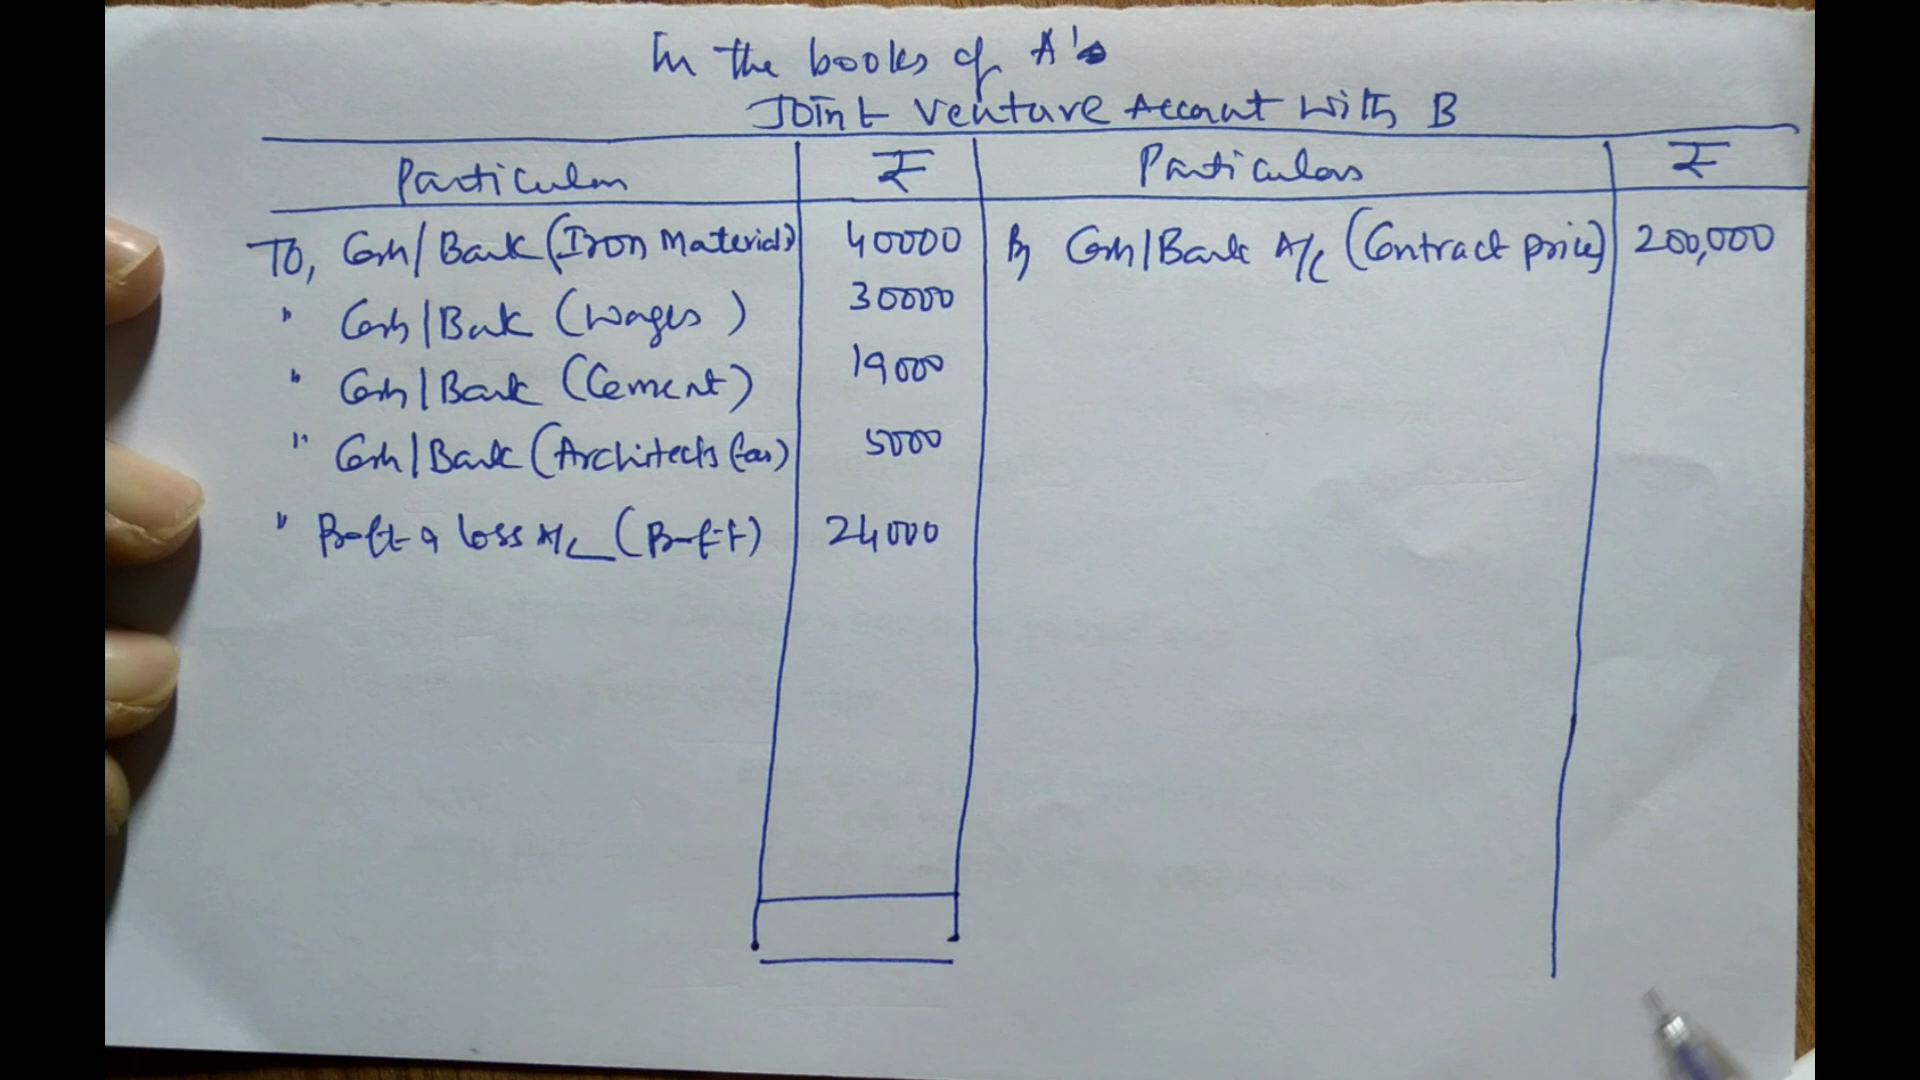 In the books of A's
Joint Venture Account with B
Particulars ₹ Particulars ₹
To, Cash/Bank (Iron Material) 40000 By Cash/Bank A/c (Contract price) 200,000
" Cash/Bank (Wages) 30000
" Cash/Bank (Cement) 19000
" Cash/Bank (Architects fees) 5000
" Profit & loss A/c (Profit) 24000